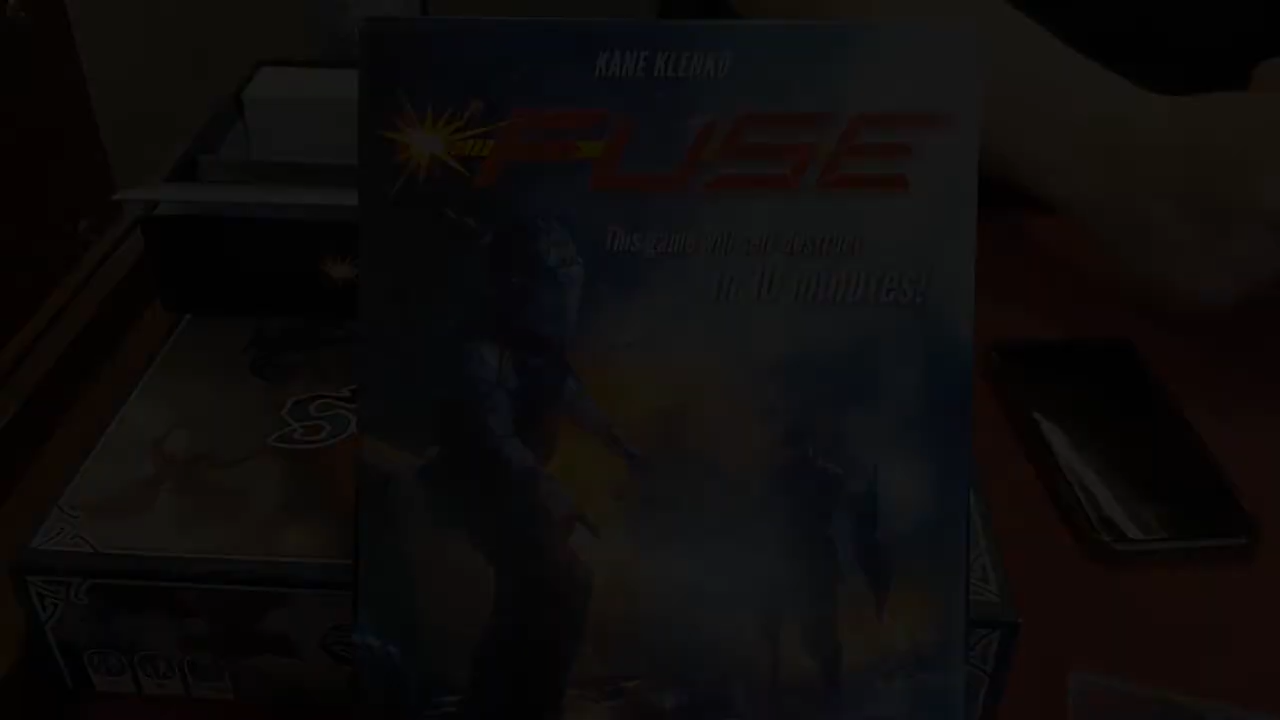 KANE KLENKO
FUSE
This game will self destruct
in 10 minutes!
S